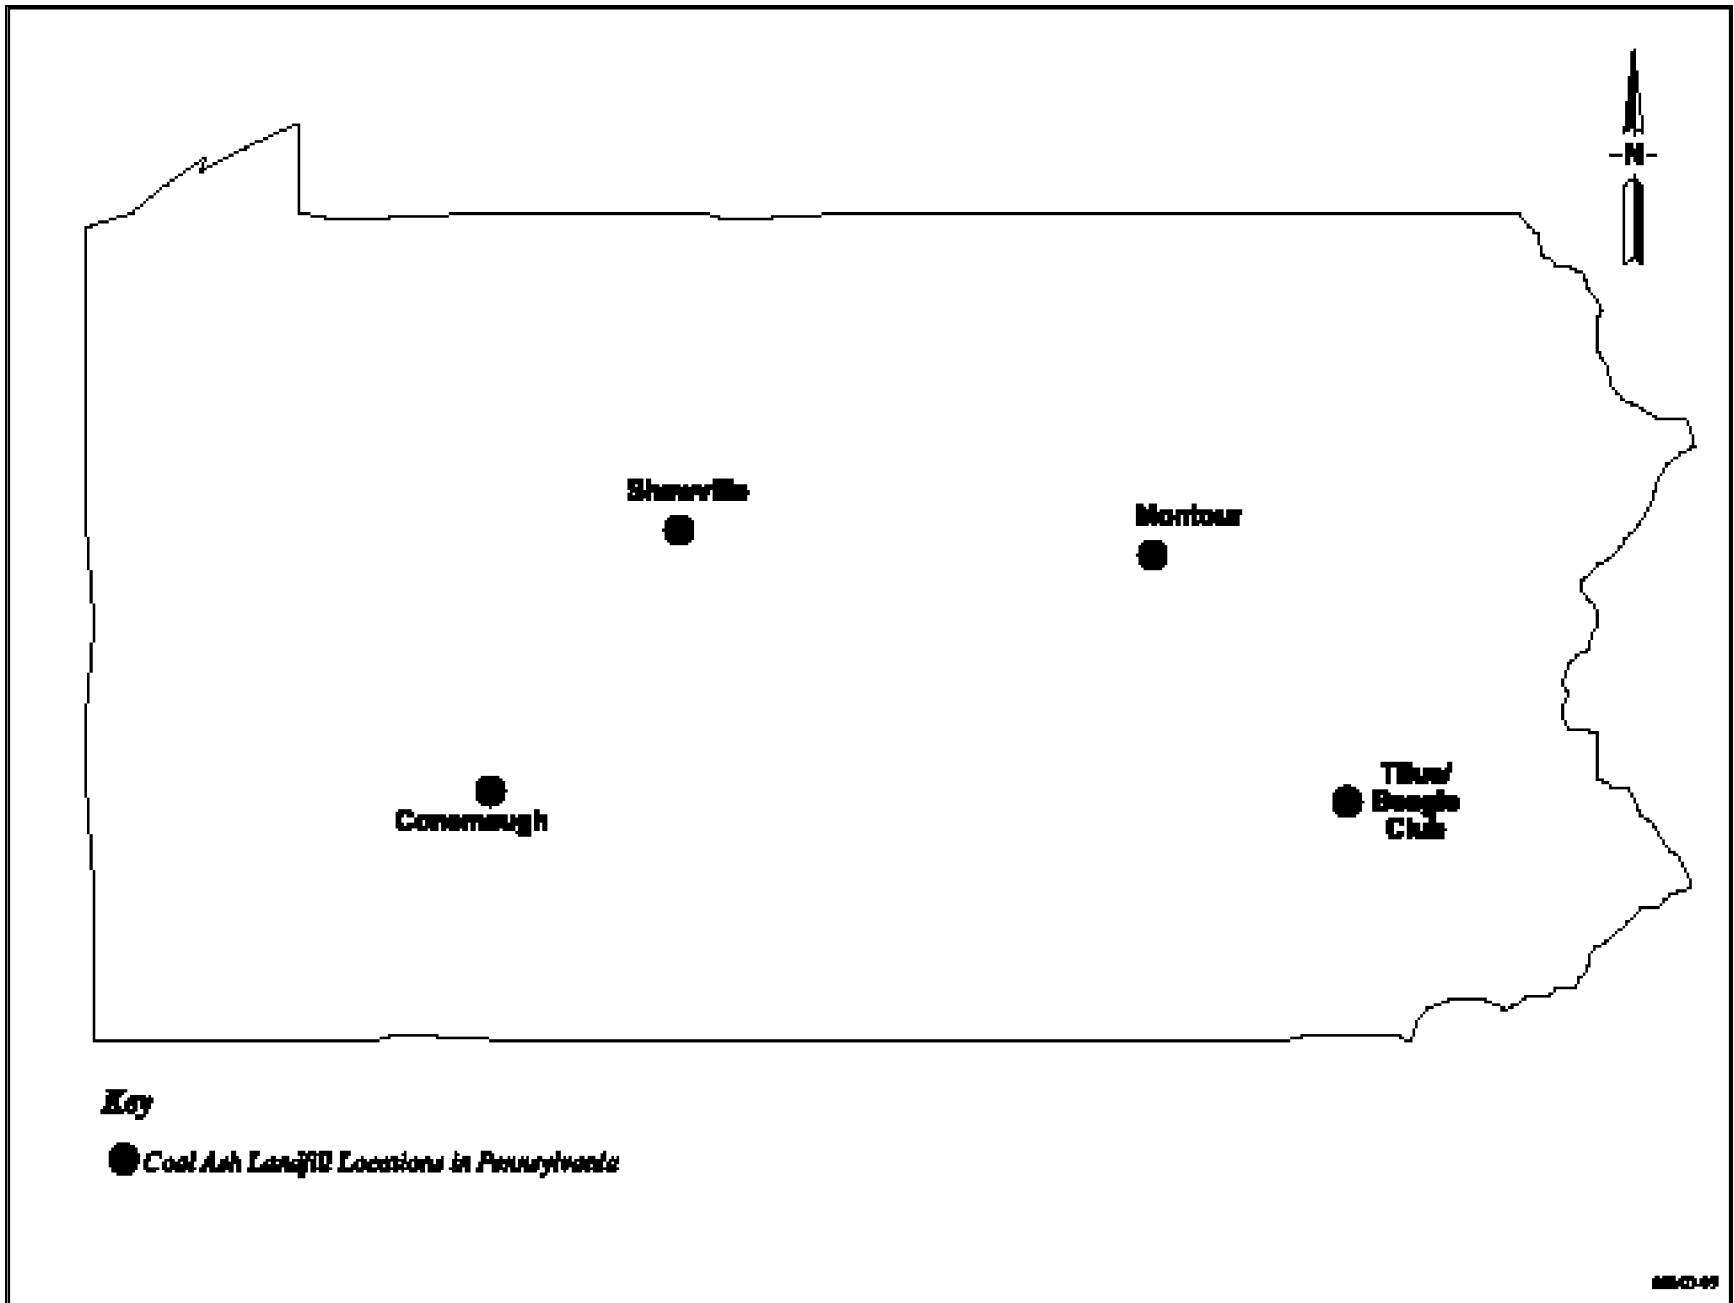 N
Shawville
Montour
Conemaugh
Titus/
Beagle
Club
Key
Coal Ash Landfill Locations in Pennsylvania